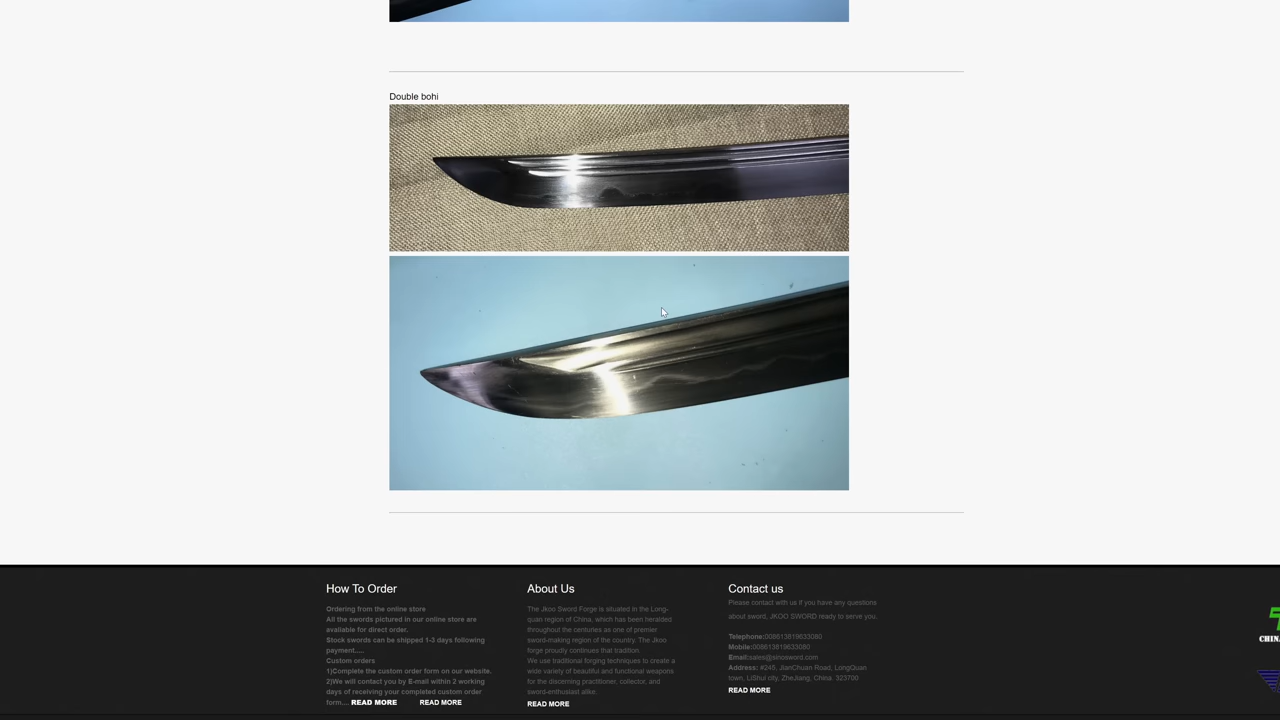 Double bohi
How To Order
Ordering from the online store
All the swords pictured in our online store are
available for direct order.
Stock swords can be shipped 1-3 days following
payment.....
Custom orders
1)Complete the custom order form on our website.
2)We will contact you by E-mail within 2 working
days of receiving your completed custom order
form.... READ MORE READ MORE
About Us
The Jkoo Sword Forge is situated in the Long-
quan region of China, which has been heralded
throughout the centuries as one of premier
sword-making region of the country. The Jkoo
forge proudly continues that tradition.
We use traditional forging techniques to create a
wide variety of beautiful and functional weapons
for the discerning practitioner, collector, and
sword-enthusiast alike.
READ MORE
Contact us
Please contact with us if you have any questions
about sword, JKOO SWORD ready to serve you.
Telephone:008613819633080
Mobile:008613819633080
Email:sales@sincsword.com
Address: #245, JianChuan Road, LongQuan
town, LiShui city, ZheJiang, China 523700
READ MORE